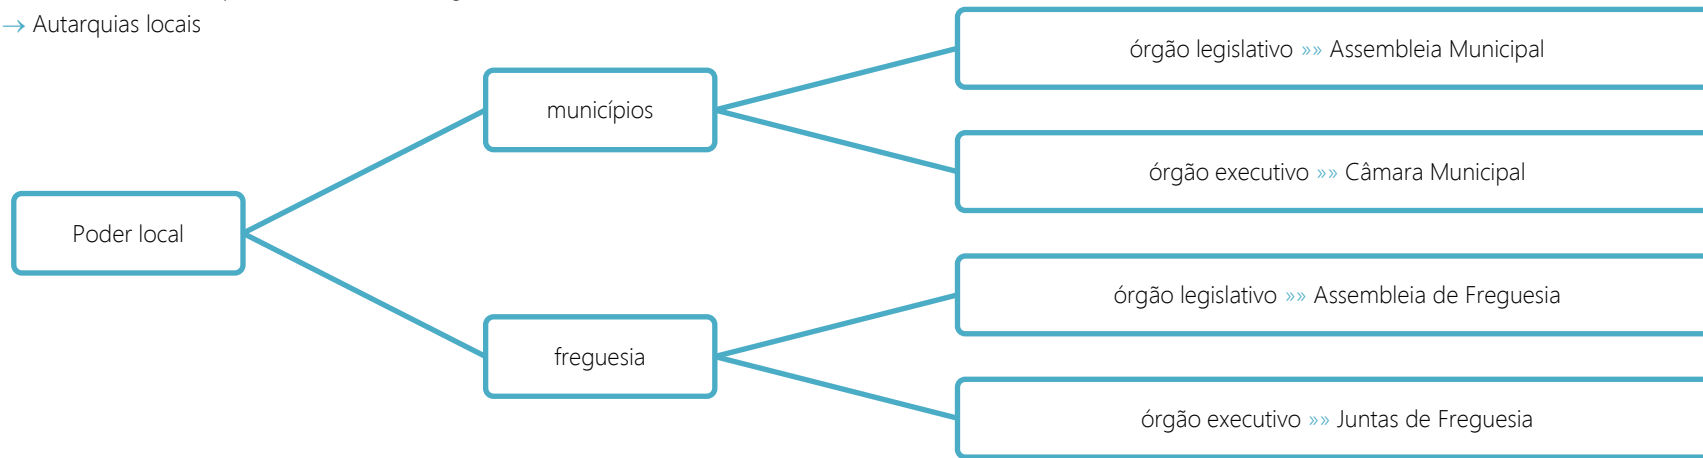 → Autarquias locais
órgão legislativo »» Assembleia Municipal
municípios
órgão executivo »» Câmara Municipal
Poder local
órgão legislativo »» Assembleia de Freguesia
freguesia
órgão executivo »» Juntas de Freguesia